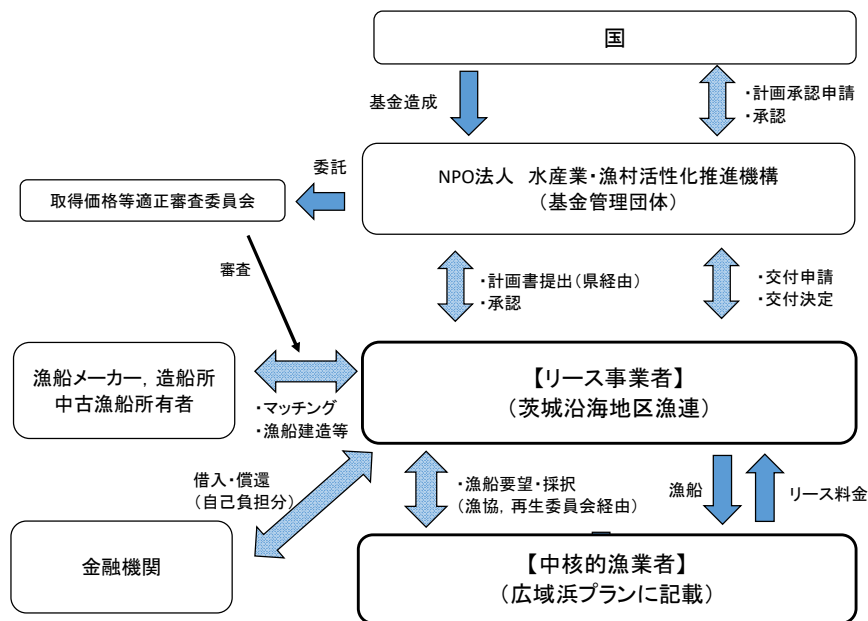 国
基金造成
・計画承認申請
・承認
NPO法人 水産業・漁村活性化推進機構
(基金管理団体)
委託
取得価格等適正審査委員会
審査
・計画書提出(県経由)
・承認
・交付申請
・交付決定
漁船メーカー，造船所
中古漁船所有者
・マッチング
・漁船建造等
【リース事業者】
(茨城沿海地区漁連)
借入・償還
(自己負担分)
・漁船要望・採択
(漁協，再生委員会経由)
漁船
リース料金
金融機関
【中核的漁業者】
(広域浜プランに記載)